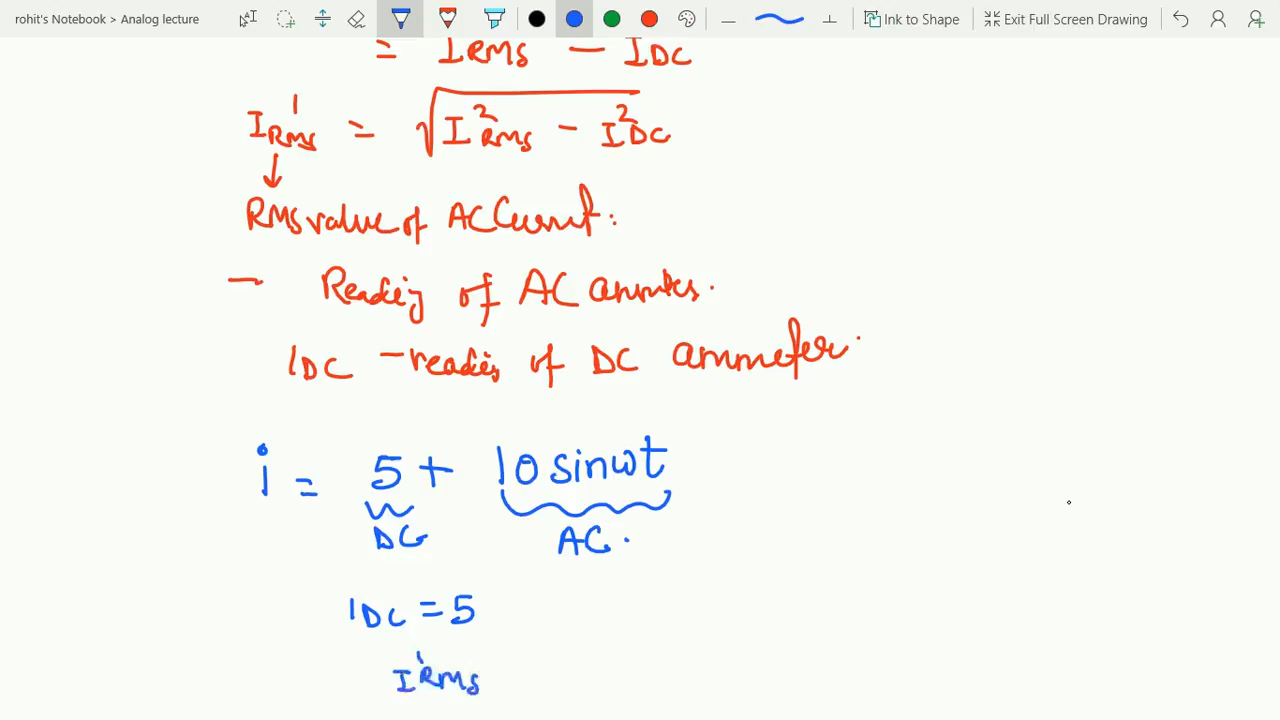 rohit's Notebook > Analog lecture
Ink to Shape
Exit Full Screen Drawing
= IRMS - IDC
I'RMS = √I²RMS - I²DC
↓
RMS value of AC Current.
- Reading of AC ammeter.
IDC - reading of DC ammeter.
i = 5 + 10 sinωt
DC AC.
IDC = 5
I'RMS